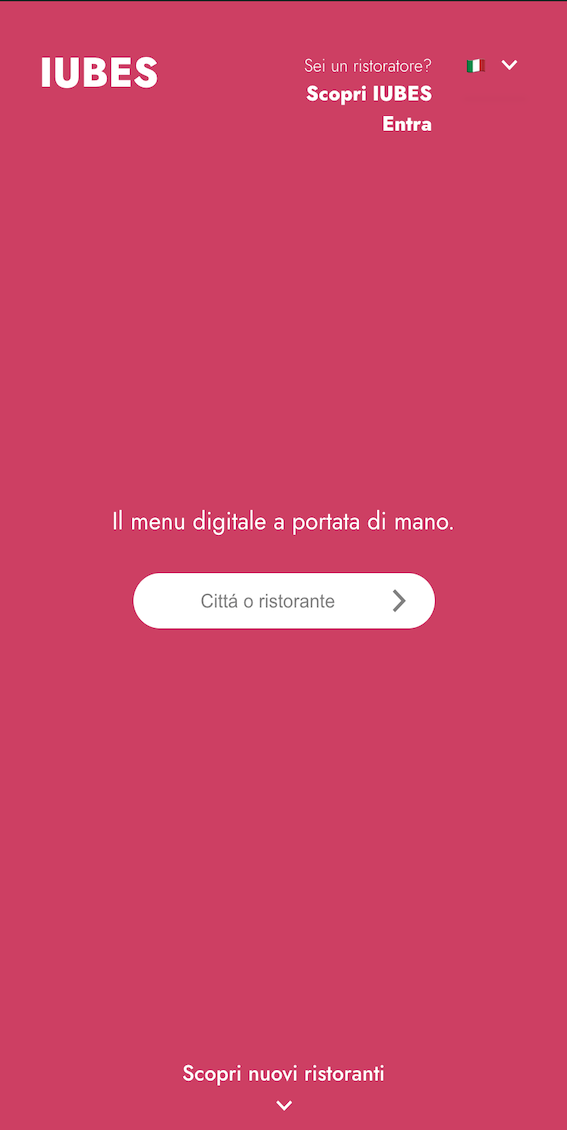 IUBES
Sei un ristoratore?
Scopri IUBES
Entra
Il menu digitale a portata di mano.
Cittá o ristorante
Scopri nuovi ristoranti